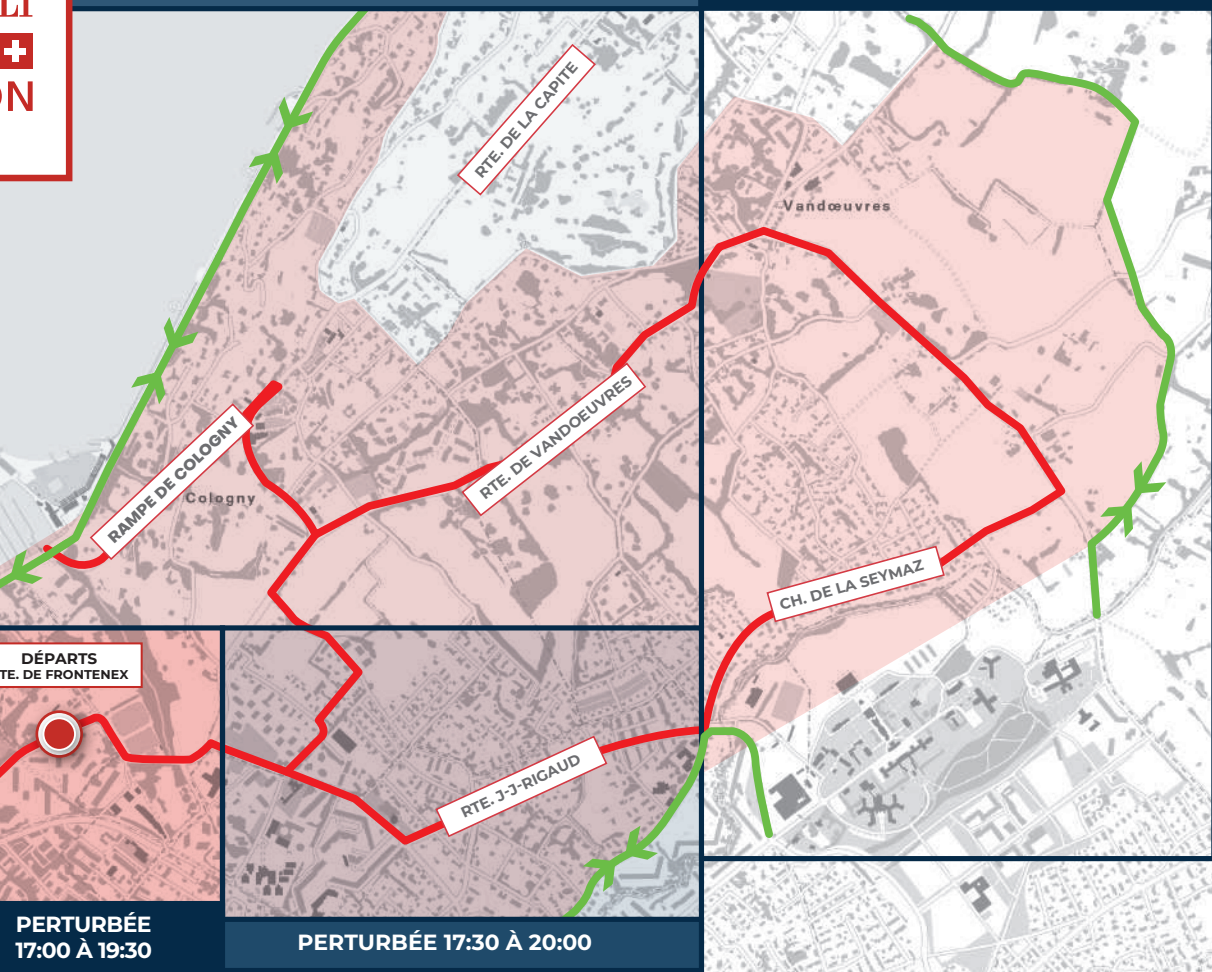 RTE. DE LA CAPITE
Vandœuvres
RTE. DE VANDOEUVRES
RAMPE DE COLOGNY
Cologny
CH. DE LA SEYMAZ
DÉPARTS
TE. DE FRONTENEX
RTE. J-J-RIGAUD
PERTURBÉE
17:00 À 19:30
PERTURBÉE 17:30 À 20:00